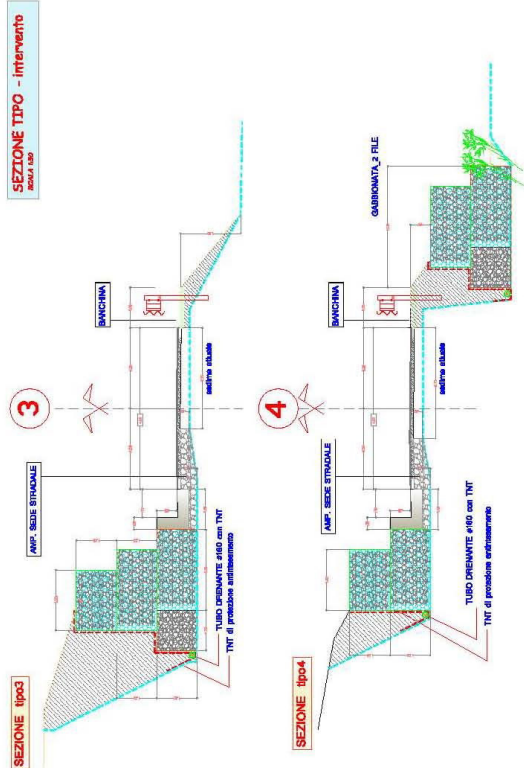 SEZIONE TIPO - intervento
SCALA 1:50
3
BANCHINA
AMP. SEDE STRADALE
sedime attuale
TUBO DRENANTE ø160 con TNT
TNT di protezione antintasamento
SEZIONE tipo3
4
GABBIONATA_2 FILE
BANCHINA
AMP. SEDE STRADALE
sedime attuale
TUBO DRENANTE ø160 con TNT
TNT di protezione antintasamento
SEZIONE tipo4